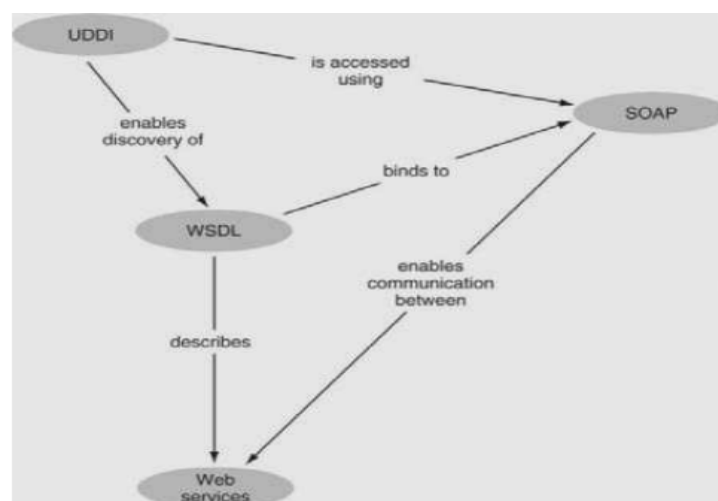 UDDI
is accessed
using
SOAP
enables
discovery of
binds to
WSDL
enables
communication
between
describes
Web
services